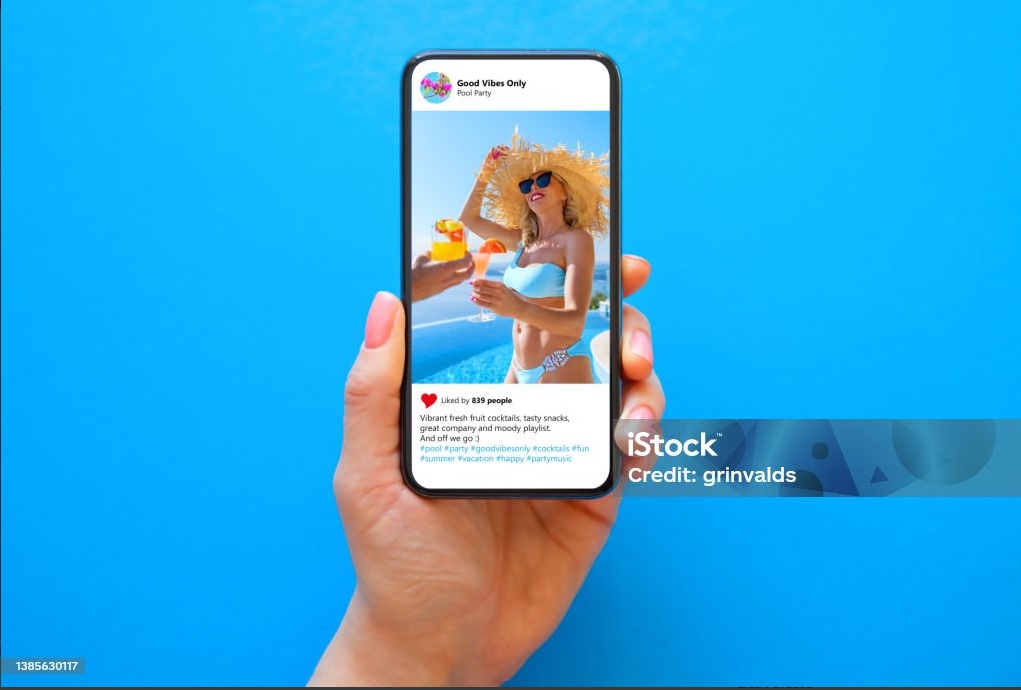 Good Vibes Only
Pool Party
Liked by 839 people
Vibrant fresh fruit cocktails, tasty snacks,
great company and moody playlist.
And off we go :)
#pool #party #goodvibesonly #cocktails #fun
#summer #vacation #happy #partymusic
iStock™
Credit: grinvalds
1385630117